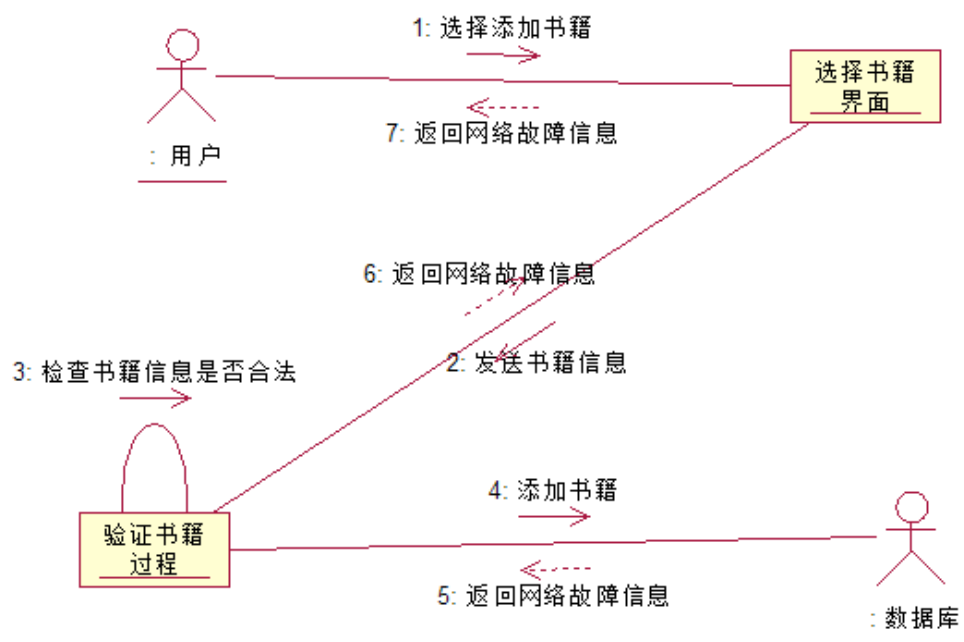 1: 选择添加书籍
选择书籍
界面
7: 返回网络故障信息
: 用户
6: 返回网络故障信息
2: 发送书籍信息
3: 检查书籍信息是否合法
4: 添加书籍
验证书籍
过程
5: 返回网络故障信息
: 数据库